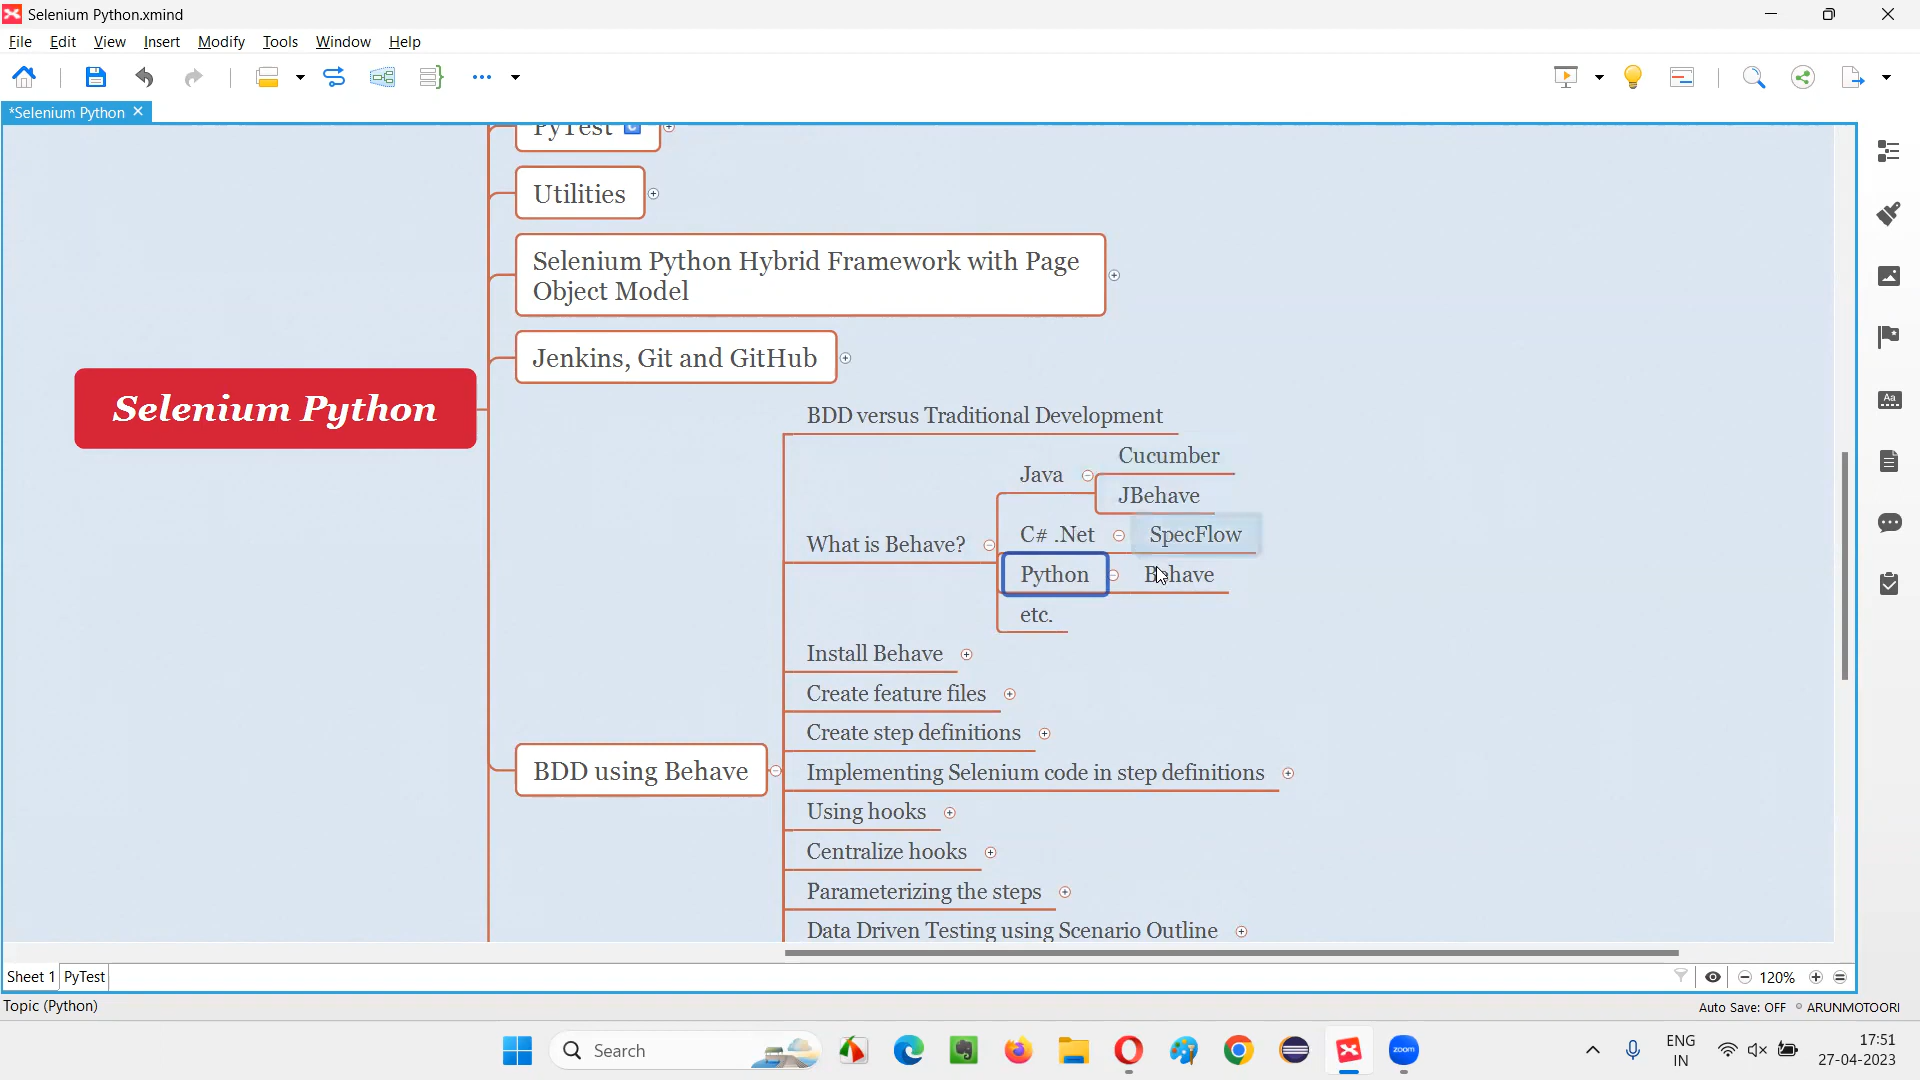 Selenium Python.xmind
File Edit View Insert Modify Tools Window Help
*Selenium Python
PyTest
Utilities
Selenium Python Hybrid Framework with Page
Object Model
Jenkins, Git and GitHub
Selenium Python
BDD versus Traditional Development
Cucumber
Java
JBehave
C# .Net
SpecFlow
What is Behave?
Python
Behave
etc.
Install Behave
Create feature files
Create step definitions
BDD using Behave
Implementing Selenium code in step definitions
Using hooks
Centralize hooks
Parameterizing the steps
Data Driven Testing using Scenario Outline
Sheet 1 PyTest
120%
Topic (Python)
Auto Save: OFF ARUNMOTOORI
Search
zoom
ENG
IN
17:51
27-04-2023